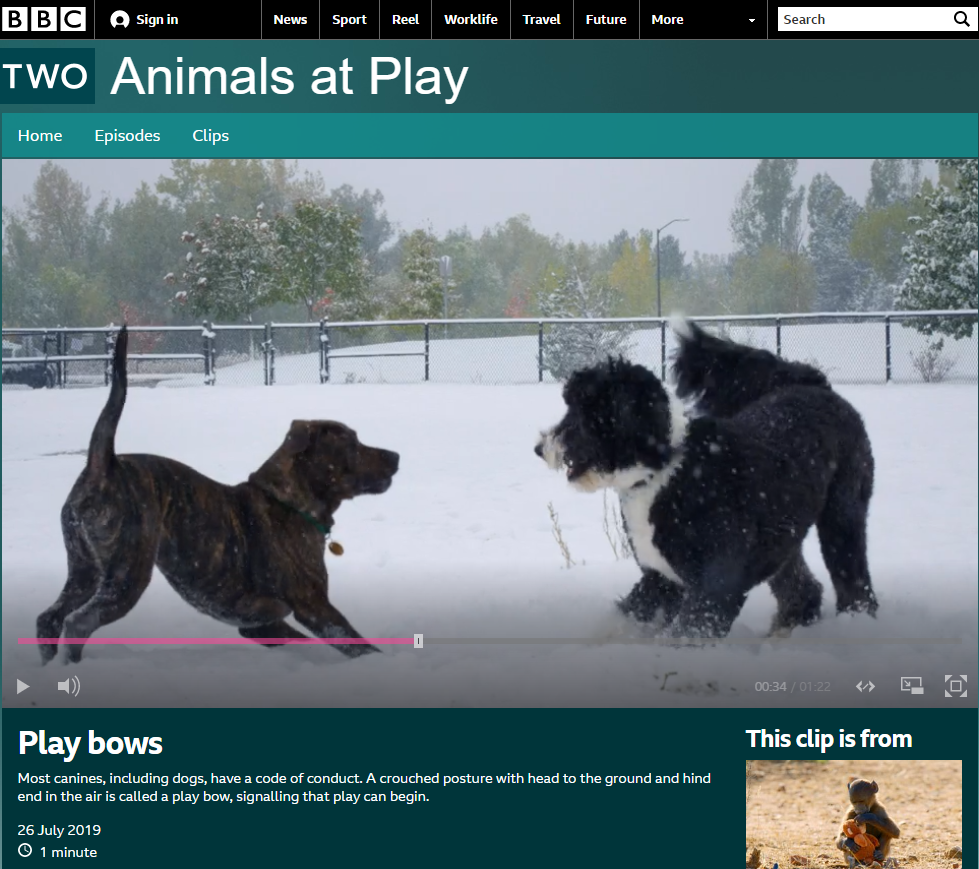 BBC Sign in News Sport Reel Worklife Travel Future More Search
TWO Animals at Play
Home Episodes Clips
00:34 / 01:22
Play bows
Most canines, including dogs, have a code of conduct. A crouched posture with head to the ground and hind
end in the air is called a play bow, signalling that play can begin.
26 July 2019
1 minute
This clip is from